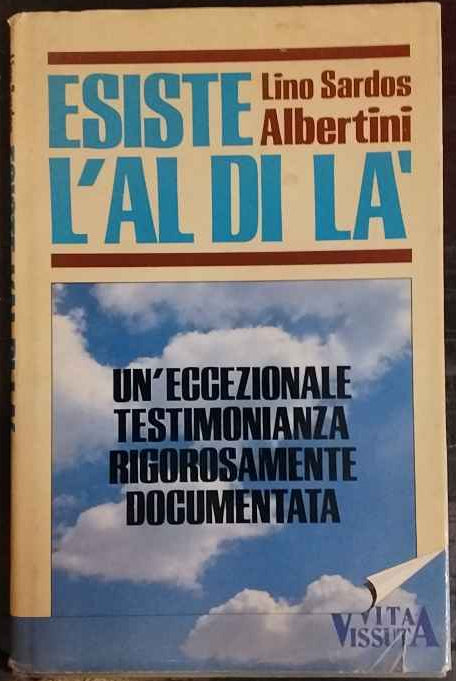 ESISTE
Lino Sardos
Albertini
L'AL DI LA'
UN'ECCEZIONALE
TESTIMONIANZA
RIGOROSAMENTE
DOCUMENTATA
VITA
VISSUTA